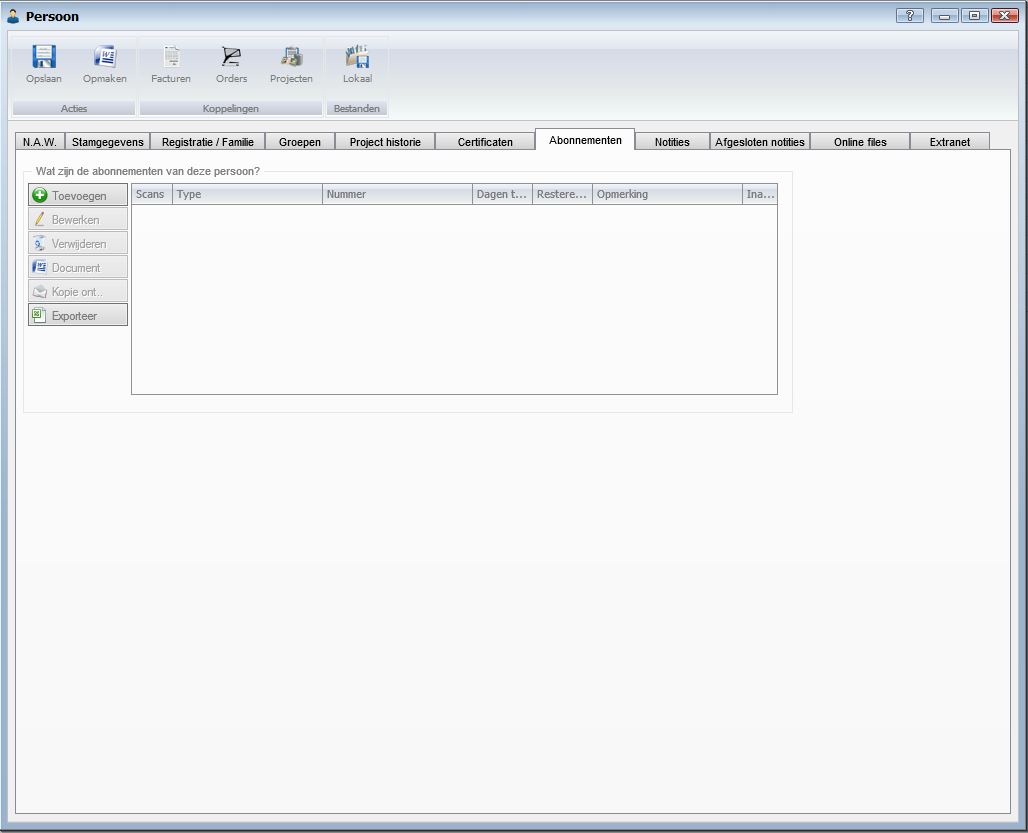 Persoon
Opslaan Opmaken Facturen Orders Projecten Lokaal
Acties Koppelingen Bestanden
N.A.W. Stamgegevens Registratie / Familie Groepen Project historie Certificaten Abonnementen Notities Afgesloten notities Online files Extranet
Wat zijn de abonnementen van deze persoon?
Toevoegen
Bewerken
Verwijderen
Document
Kopie ont..
Exporteer
Scans Type Nummer Dagen t... Restere... Opmerking Ina...